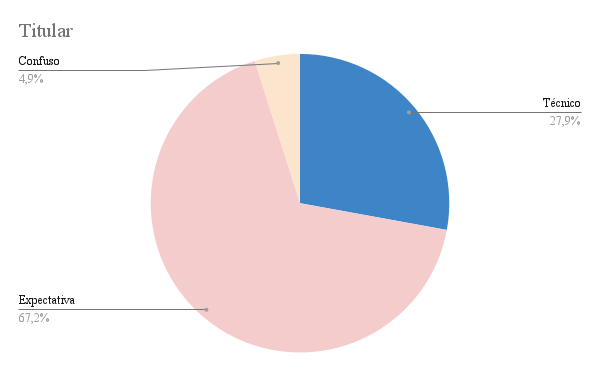 Titular
Confuso
4,9%
Técnico
27,9%
Expectativa
67,2%